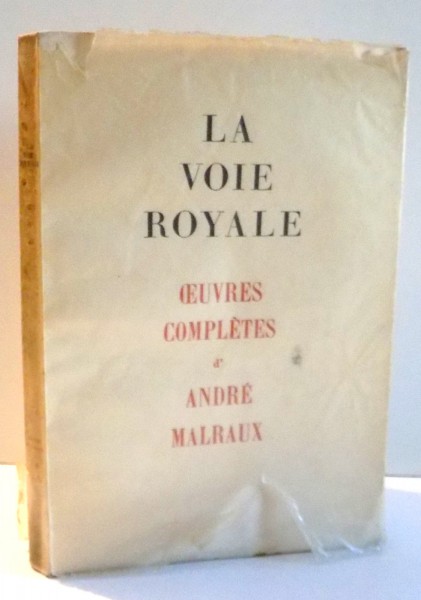 LA
VOIE
ROYALE
ŒUVRES
COMPLÈTES
d'
ANDRÉ
MALRAUX